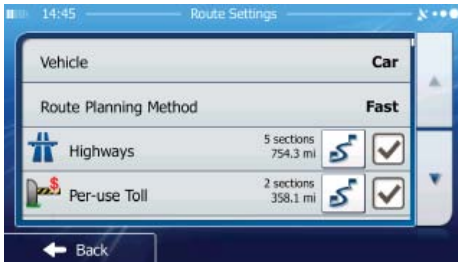 14:45 Route Settings
Vehicle Car
Route Planning Method Fast
Highways 5 sections 754.3 mi
Per-use Toll 2 sections 358.1 mi
Back